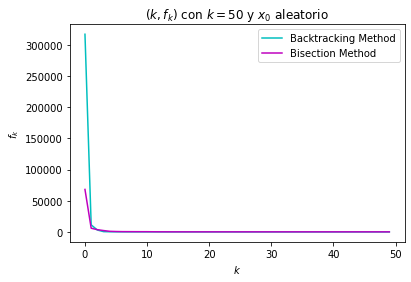 (k, f_k) con k = 50 y x_0 aleatorio
Backtracking Method
Bisection Method
300000
250000
200000
150000
100000
50000
0
f_k
0 10 20 30 40 50
k